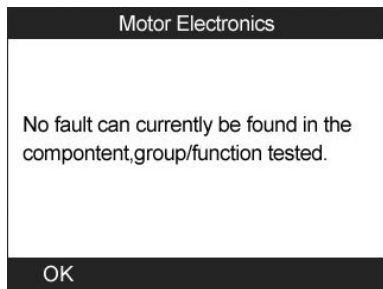 Motor Electronics
No fault can currently be found in the
compontent,group/function tested.
OK